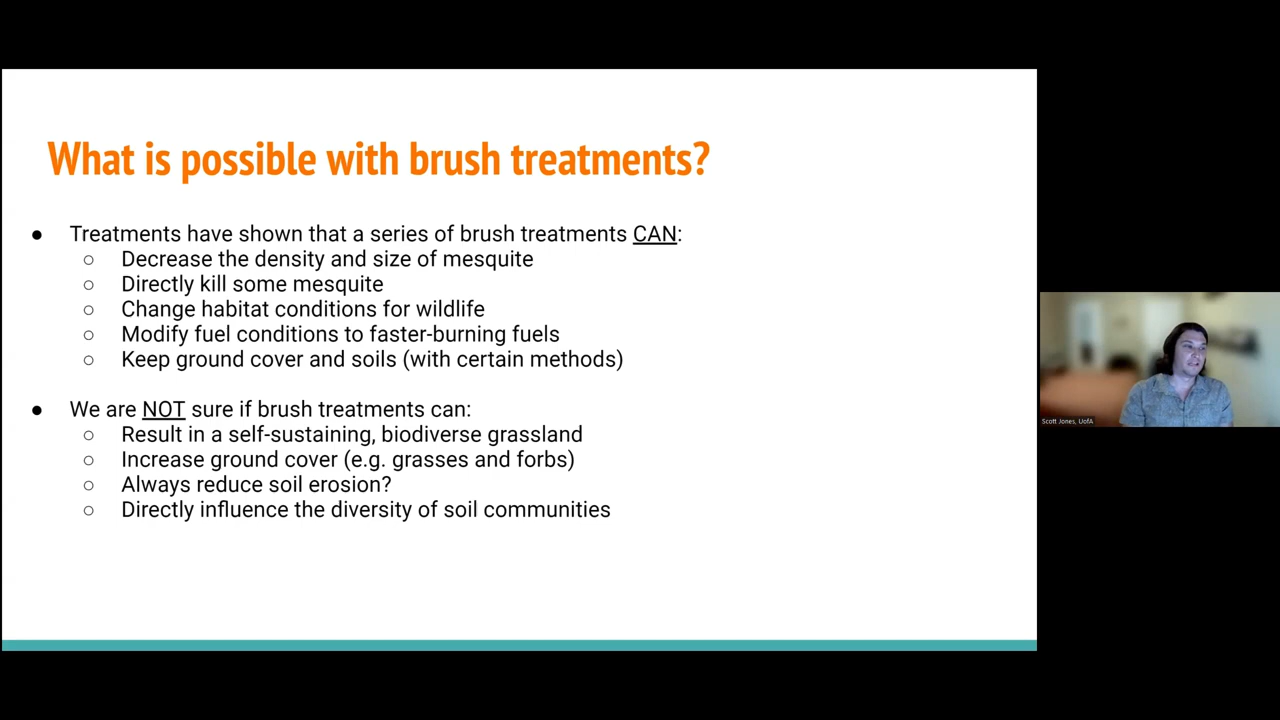 What is possible with brush treatments?
● Treatments have shown that a series of brush treatments CAN:
○ Decrease the density and size of mesquite
○ Directly kill some mesquite
○ Change habitat conditions for wildlife
○ Modify fuel conditions to faster-burning fuels
○ Keep ground cover and soils (with certain methods)
● We are NOT sure if brush treatments can:
○ Result in a self-sustaining, biodiverse grassland
○ Increase ground cover (e.g. grasses and forbs)
○ Always reduce soil erosion?
○ Directly influence the diversity of soil communities
Scott Jones, UofA